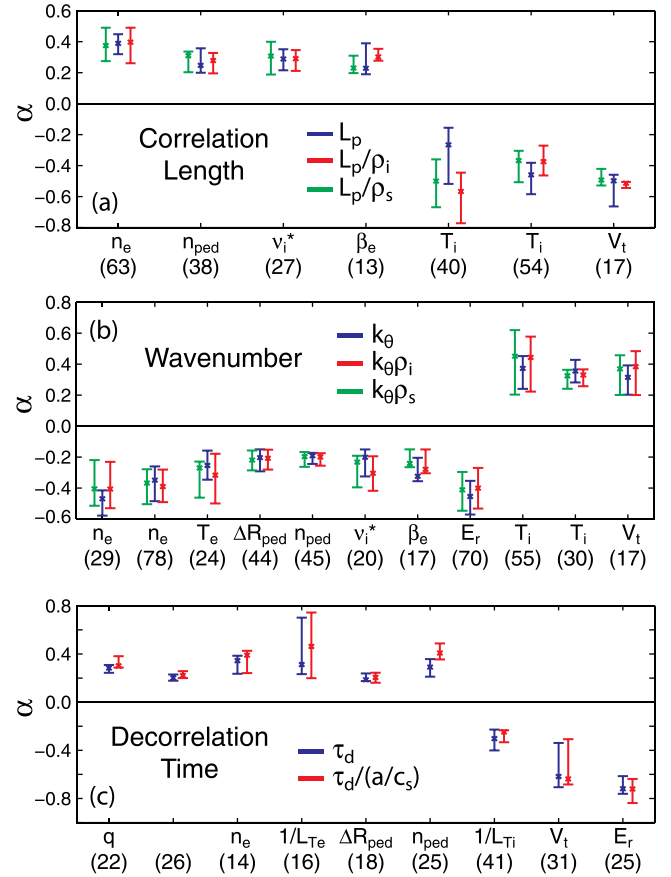 0.6
0.4
0.2
0.0
−0.2
−0.4
−0.6
−0.8
α
Correlation
Length
L_p
L_p/ρ_i
L_p/ρ_s
(a)
n_e n_ped ν_i* β_e T_i T_i V_t
(63) (38) (27) (13) (40) (54) (17)
(b)
Wavenumber
k_θ
k_θρ_i
k_θρ_s
0.6
0.4
0.2
0.0
−0.2
−0.4
−0.6
α
n_e n_e T_e ΔR_ped n_ped ν_i* β_e E_r T_i T_i V_t
(29) (78) (24) (44) (45) (20) (17) (70) (55) (30) (17)
0.4
0.0
−0.4
−0.8
α
Decorrelation
Time
τ_d
τ_d/(a/c_s)
(c)
q n_e 1/L_Te ΔR_ped n_ped 1/L_Ti V_t E_r
(22) (26) (14) (16) (18) (25) (41) (31) (25)